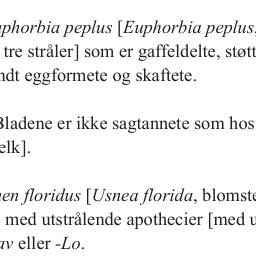 phorbia peplus [Euphorbia peplus,
tre stråler] som er gaffeldelte, støtt
ndt eggformete og skaftete.
Bladene er ikke sagtannete som hos
elk].
en floridus [Usnea florida, blomste
med utstrålende apothecier [med u
av eller -Lo.